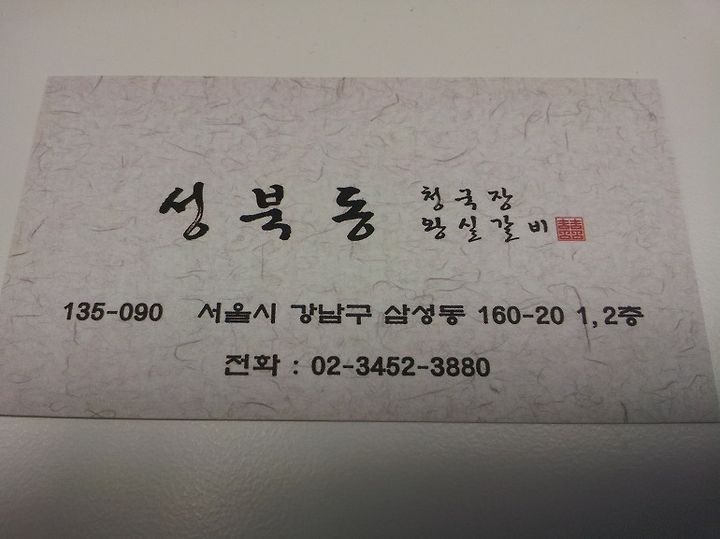 성북동
청국장
왕실갈비
135-090 서울시 강남구 삼성동 160-20 1,2층
전화 : 02-3452-3880